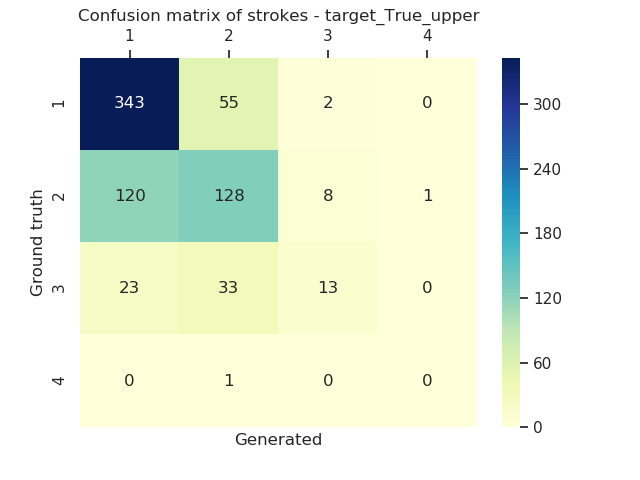 Confusion matrix of strokes - target_True_upper
1 2 3 4
1 343 55 2 0
2 120 128 8 1
3 23 33 13 0
4 0 1 0 0
Ground truth
Generated
300
240
180
120
60
0